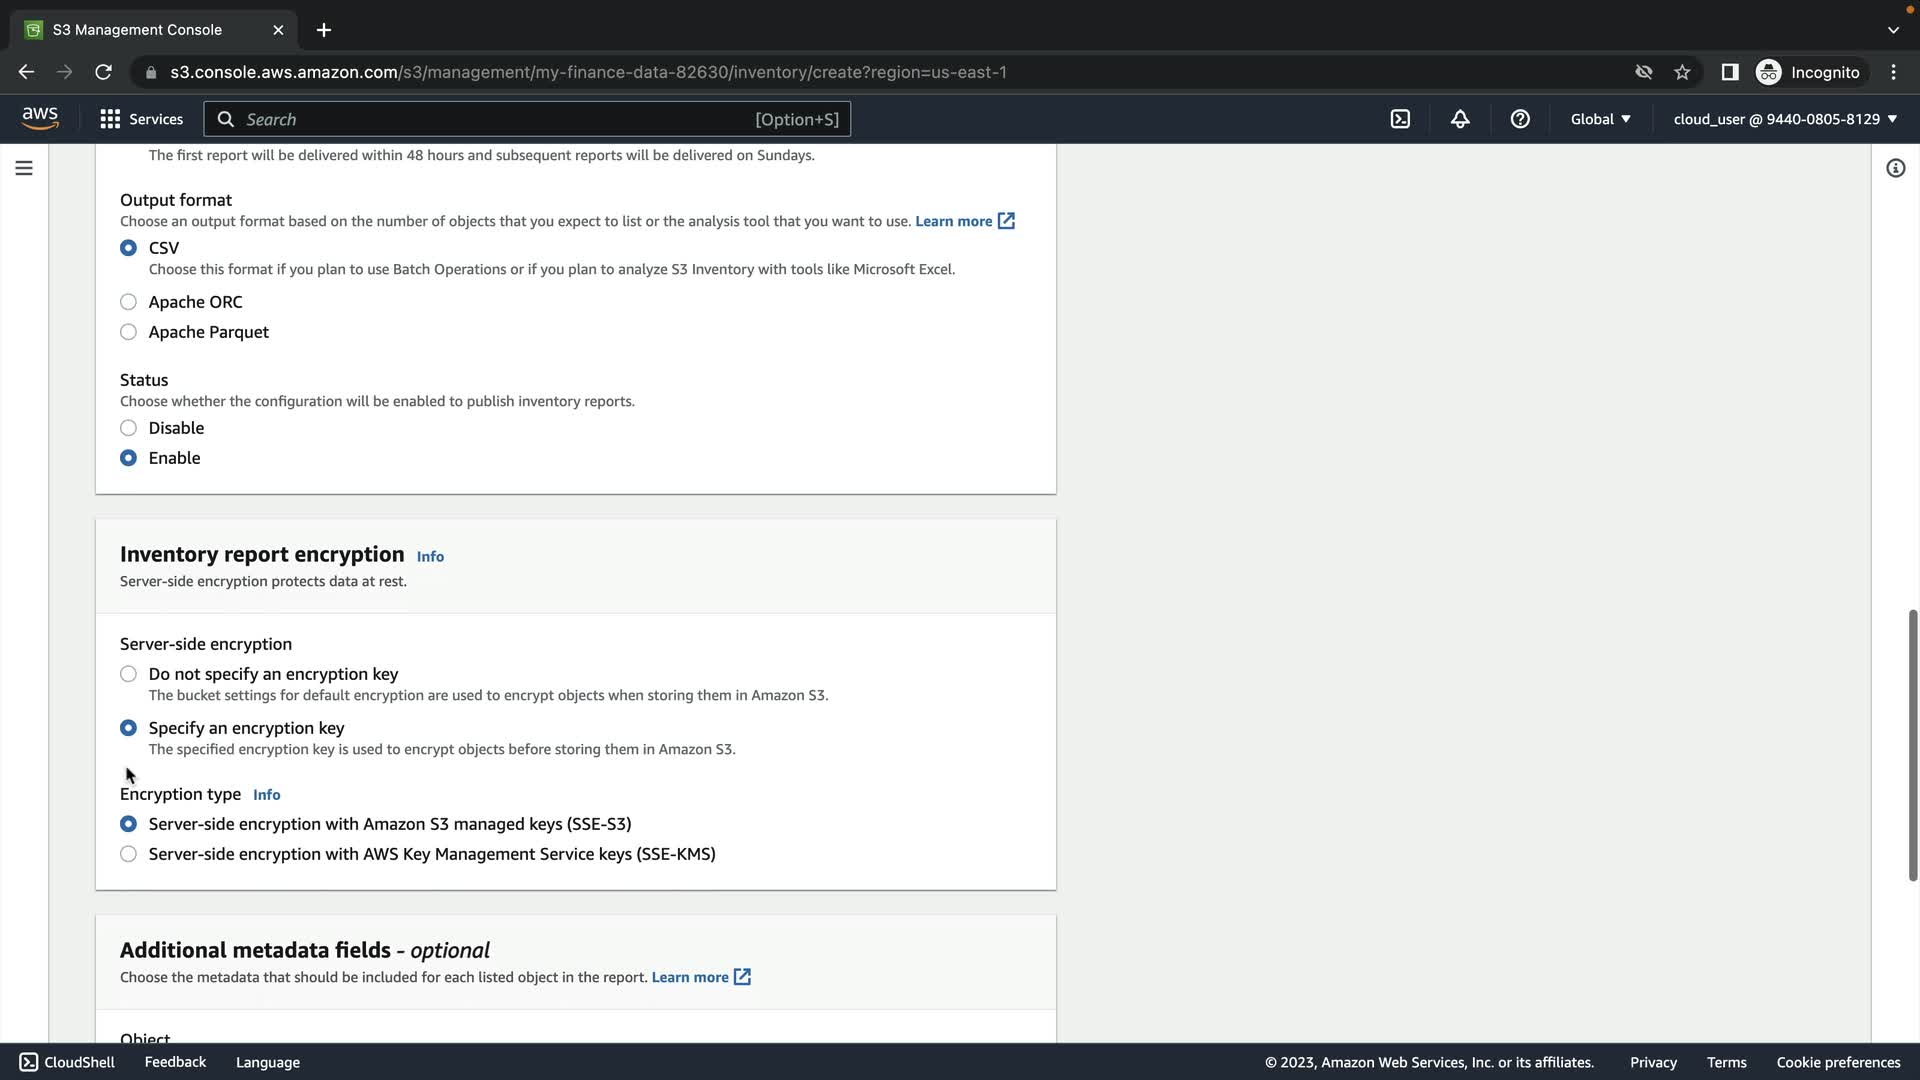 S3 Management Console
s3.console.aws.amazon.com/s3/management/my-finance-data-82630/inventory/create?region=us-east-1
Incognito
aws
Services
Search
[Option+S]
Global
cloud_user @ 9440-0805-8129
The first report will be delivered within 48 hours and subsequent reports will be delivered on Sundays.
Output format
Choose an output format based on the number of objects that you expect to list or the analysis tool that you want to use. Learn more
CSV
Choose this format if you plan to use Batch Operations or if you plan to analyze S3 Inventory with tools like Microsoft Excel.
Apache ORC
Apache Parquet
Status
Choose whether the configuration will be enabled to publish inventory reports.
Disable
Enable
Inventory report encryption Info
Server-side encryption protects data at rest.
Server-side encryption
Do not specify an encryption key
The bucket settings for default encryption are used to encrypt objects when storing them in Amazon S3.
Specify an encryption key
The specified encryption key is used to encrypt objects before storing them in Amazon S3.
Encryption type Info
Server-side encryption with Amazon S3 managed keys (SSE-S3)
Server-side encryption with AWS Key Management Service keys (SSE-KMS)
Additional metadata fields - optional
Choose the metadata that should be included for each listed object in the report. Learn more
Object
CloudShell
Feedback
Language
© 2023, Amazon Web Services, Inc. or its affiliates.
Privacy
Terms
Cookie preferences